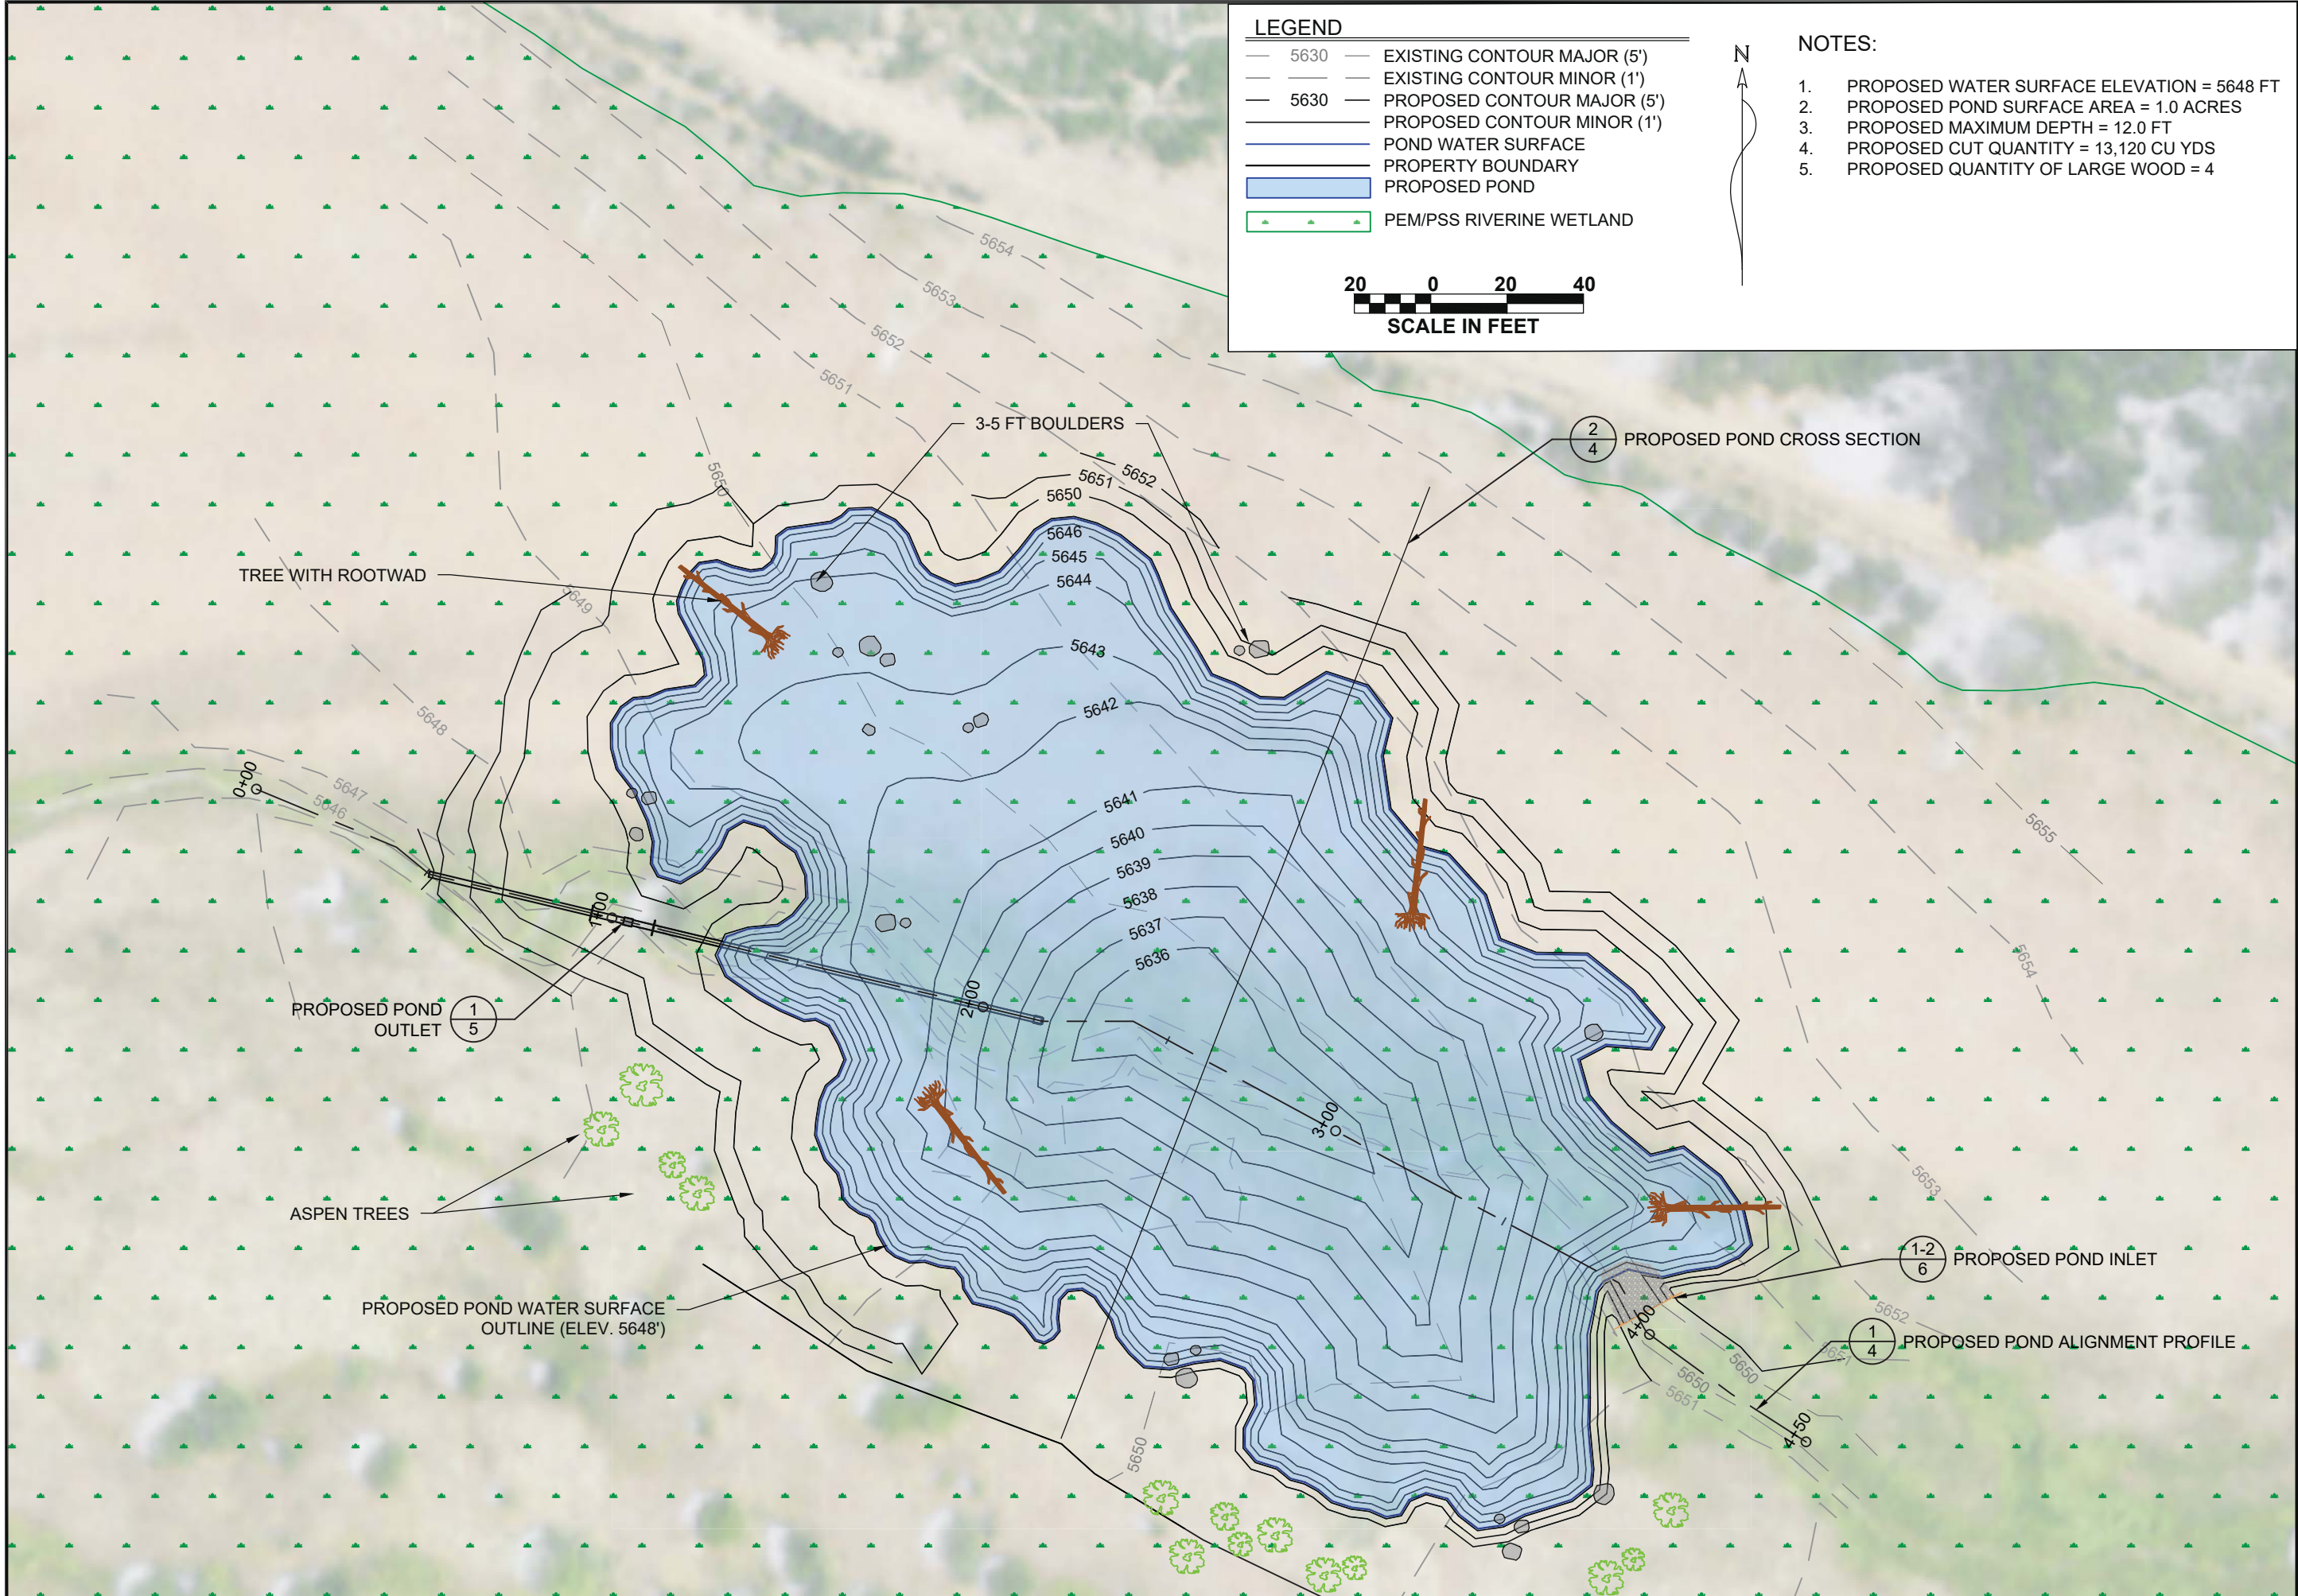 LEGEND
5630 EXISTING CONTOUR MAJOR (5')
EXISTING CONTOUR MINOR (1')
5630 PROPOSED CONTOUR MAJOR (5')
PROPOSED CONTOUR MINOR (1')
POND WATER SURFACE
PROPERTY BOUNDARY
PROPOSED POND
PEM/PSS RIVERINE WETLAND
20 0 20 40
SCALE IN FEET
N
NOTES:
1. PROPOSED WATER SURFACE ELEVATION = 5648 FT
2. PROPOSED POND SURFACE AREA = 1.0 ACRES
3. PROPOSED MAXIMUM DEPTH = 12.0 FT
4. PROPOSED CUT QUANTITY = 13,120 CU YDS
5. PROPOSED QUANTITY OF LARGE WOOD = 4
5654
5653
5652
5651
3-5 FT BOULDERS
2
4
PROPOSED POND CROSS SECTION
5650
5652
5651
5650
5646
5645
5644
TREE WITH ROOTWAD
5649
5643
5642
5648
0+00
5647
5646
5641
5640
5639
5638
5637
5636
5655
5654
1+00
2+00
PROPOSED POND
OUTLET
1
5
3+00
5653
ASPEN TREES
1-2
6
PROPOSED POND INLET
PROPOSED POND WATER SURFACE
OUTLINE (ELEV. 5648')
4+00
5652
1
4
PROPOSED POND ALIGNMENT PROFILE
5651
5650
5650
5651
4+50
5650